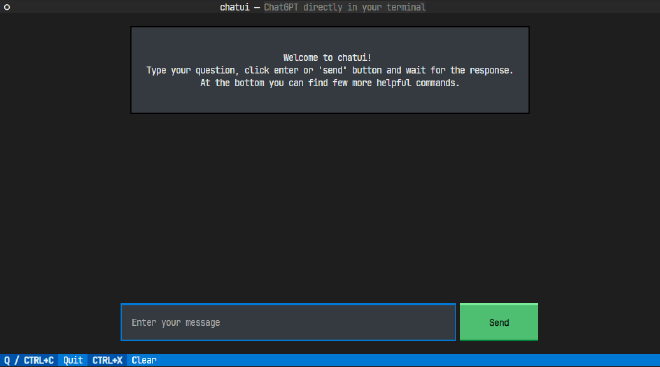 chatui — ChatGPT directly in your terminal
Welcome to chatui!
Type your question, click enter or 'send' button and wait for the response.
At the bottom you can find few more helpful commands.
Enter your message
Send
Q / CTRL+C Quit CTRL+X Clear